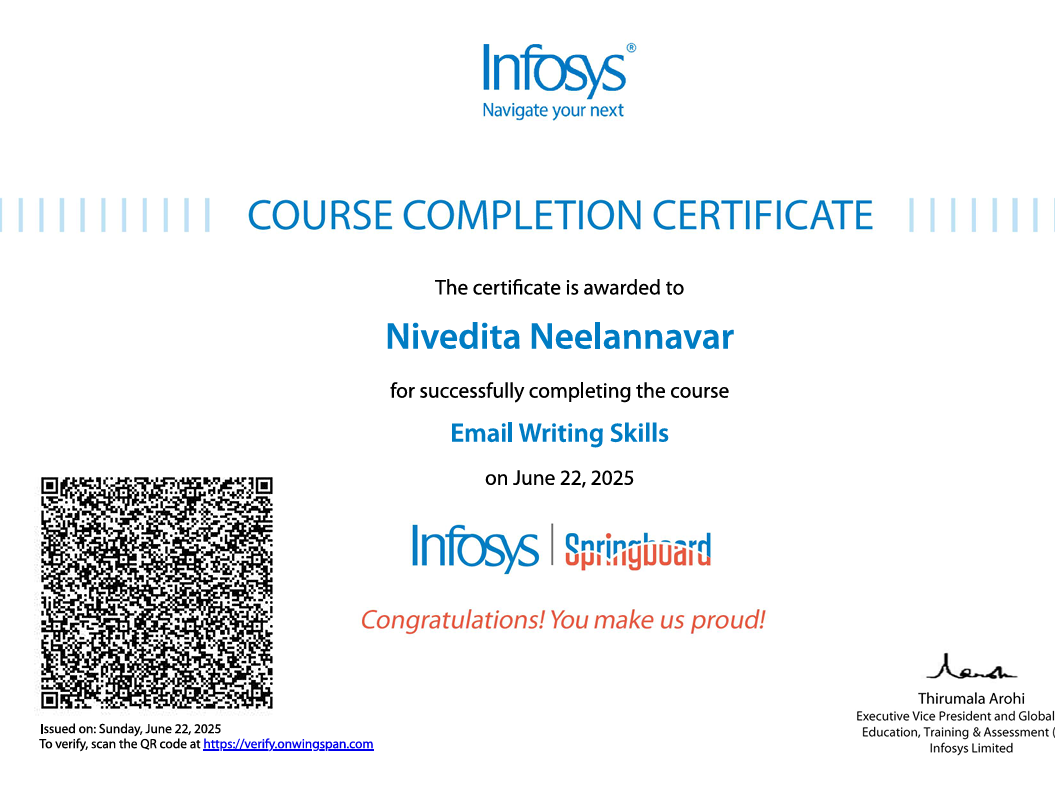 Infosys®
Navigate your next
COURSE COMPLETION CERTIFICATE
The certificate is awarded to
Nivedita Neelannavar
for successfully completing the course
Email Writing Skills
on June 22, 2025
Infosys | Springboard
Congratulations! You make us proud!
Issued on: Sunday, June 22, 2025
To verify, scan the QR code at https://verify.onwingspan.com
Thirumala Arohi
Executive Vice President and Global
Education, Training & Assessment (
Infosys Limited